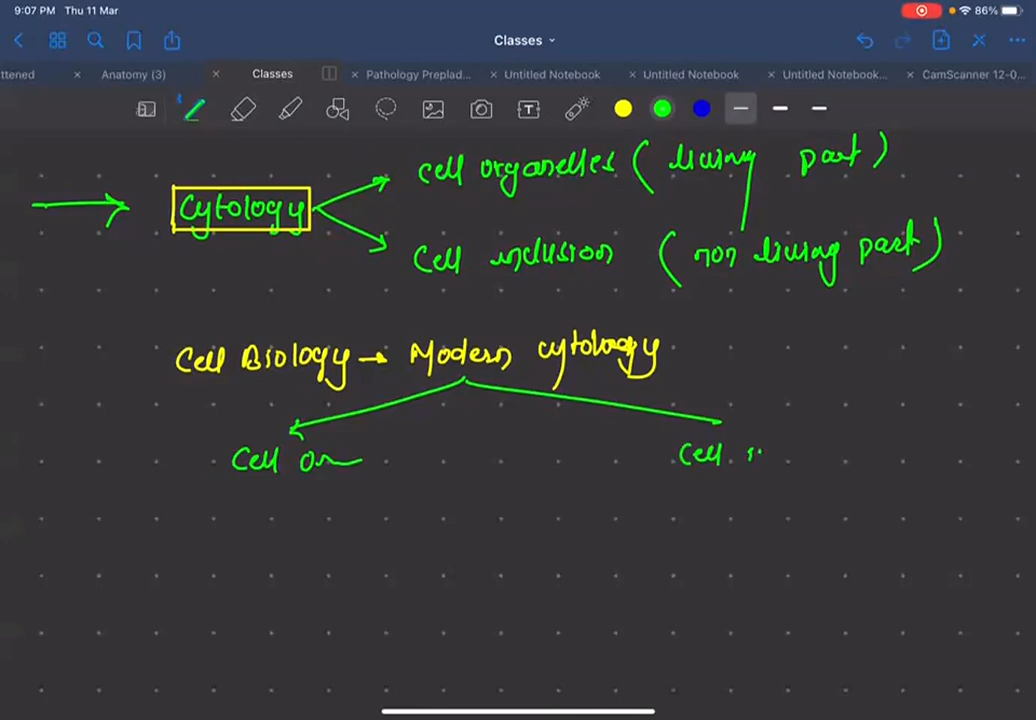 9:07 PM Thu 11 Mar 86%
Classes
ttened Anatomy (3) Classes Pathology Preplad... Untitled Notebook Untitled Notebook Untitled Notebook... CamScanner 12-0...
Cell organelles (living part)
Cytology
Cell inclusion (non living part)
Cell Biology → Modern cytology
Cell Cell